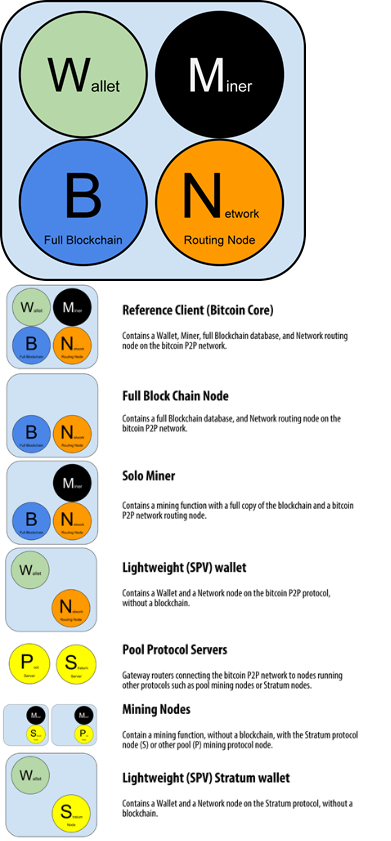 Wallet
Miner
B
Full Blockchain
Network
Routing Node
Wallet
Miner
B
Full Blockchain
Network
Routing Node
Reference Client (Bitcoin Core)
Contains a Wallet, Miner, full Blockchain database, and Network routing
node on the bitcoin P2P network.
B
Full Blockchain
Network
Routing Node
Full Block Chain Node
Contains a full Blockchain database, and Network routing node on the
bitcoin P2P network.
Miner
B
Full Blockchain
Network
Routing Node
Solo Miner
Contains a mining function with a full copy of the blockchain and a bitcoin
P2P network routing node.
Wallet
Network
Routing Node
Lightweight (SPV) wallet
Contains a Wallet and a Network node on the bitcoin P2P protocol,
without a blockchain.
Pool
Server
Stratum
Server
Pool Protocol Servers
Gateway routers connecting the bitcoin P2P network to nodes running
other protocols such as pool mining nodes or Stratum nodes.
M
S
M
P
Mining Nodes
Contain a mining function, without a blockchain, with the Stratum protocol
node (S) or other pool (P) mining protocol node.
Wallet
Stratum
Node
Lightweight (SPV) Stratum wallet
Contains a Wallet and a Network node on the Stratum protocol, without a
blockchain.